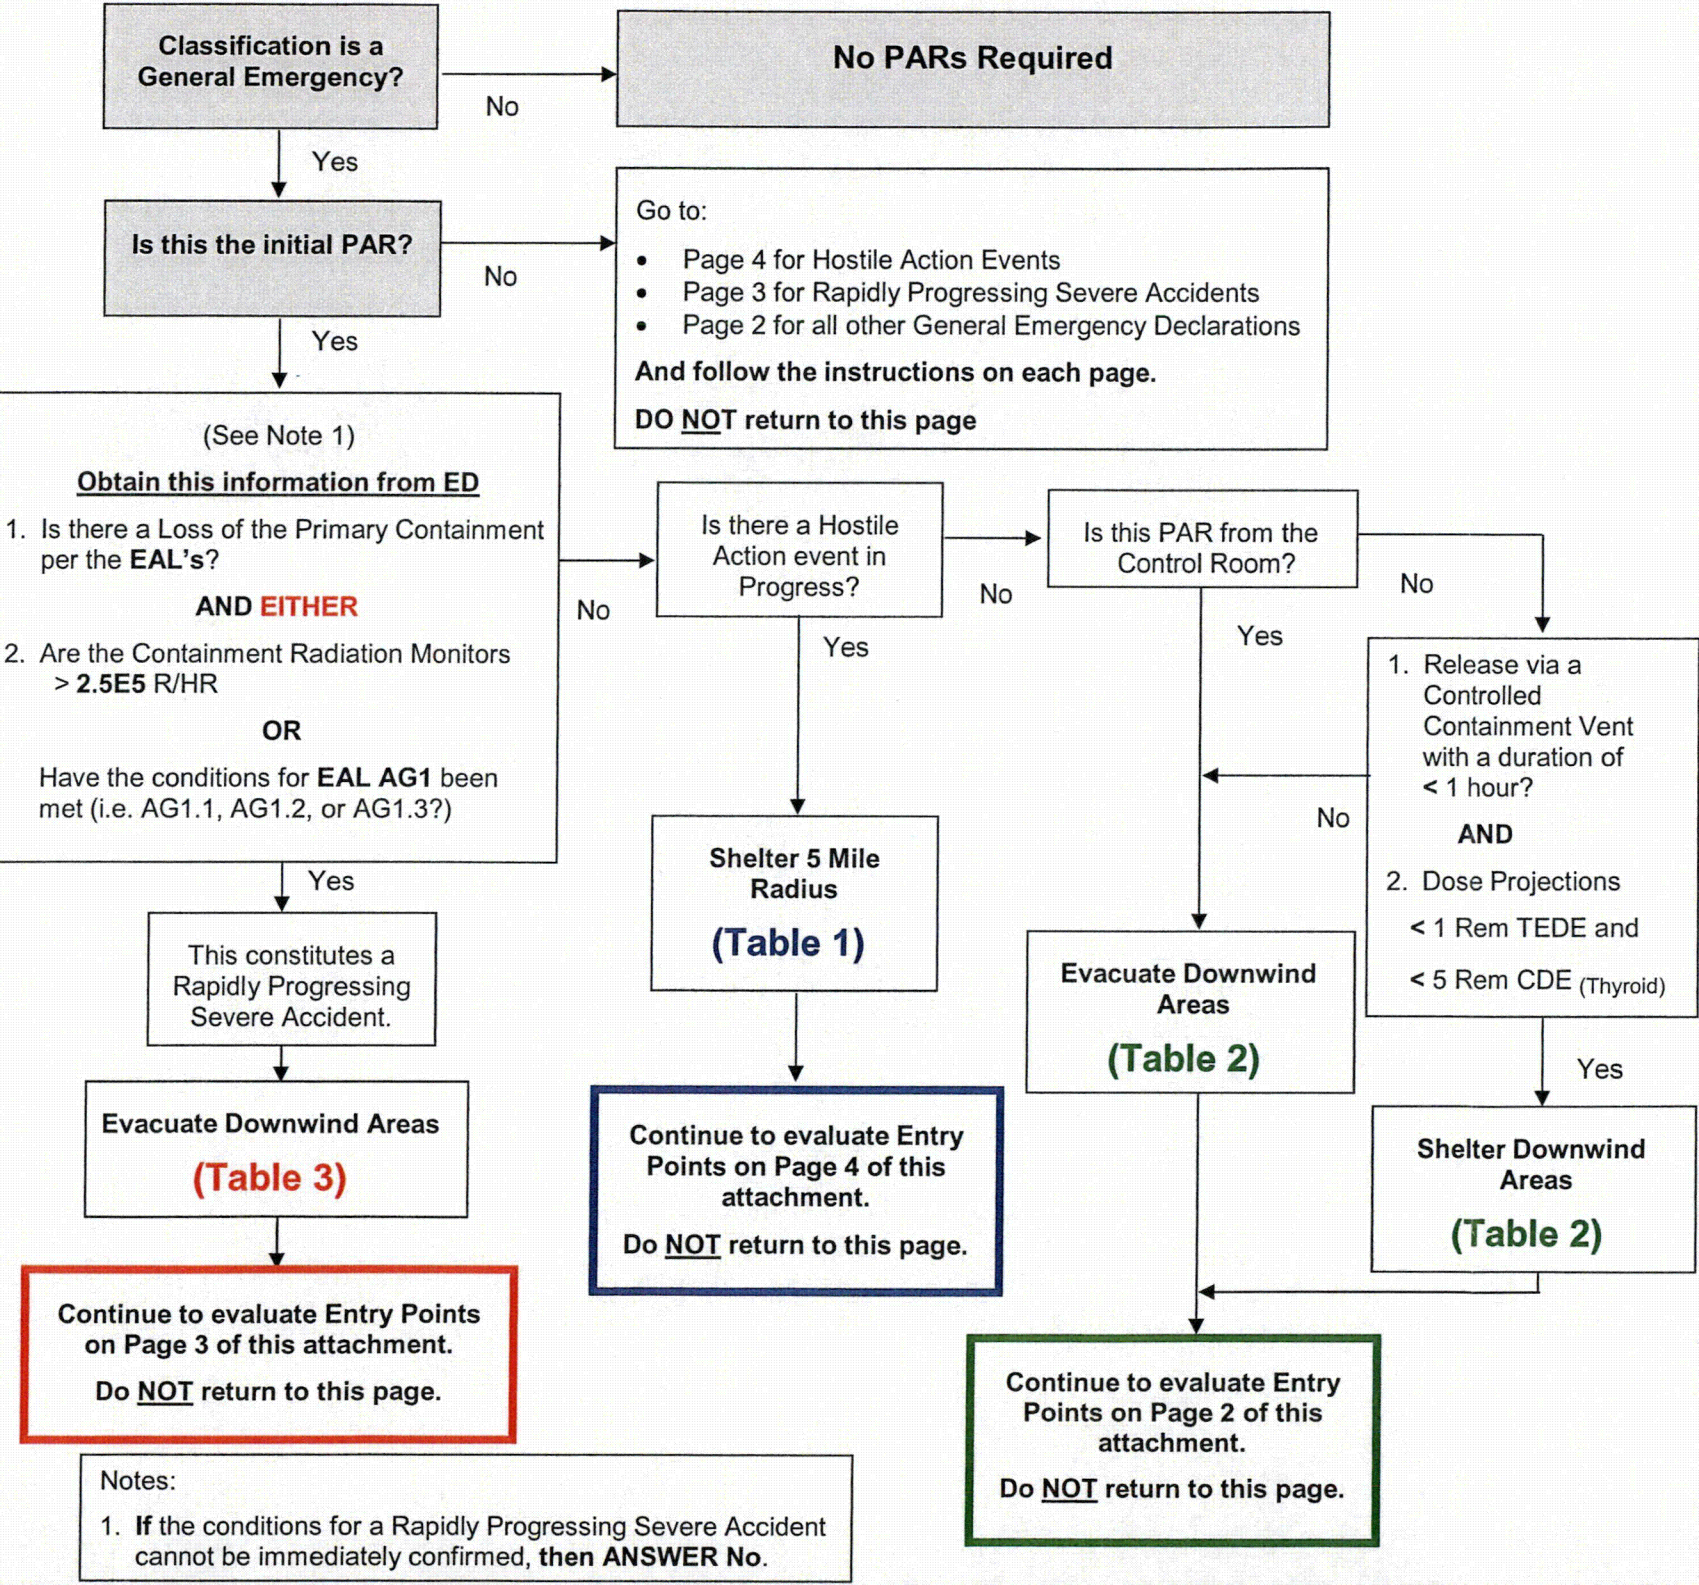 Classification is a
General Emergency?
No
No PARs Required
Yes
Is this the initial PAR?
No
Go to:
• Page 4 for Hostile Action Events
• Page 3 for Rapidly Progressing Severe Accidents
• Page 2 for all other General Emergency Declarations
And follow the instructions on each page.
DO NOT return to this page
Yes
(See Note 1)
Obtain this information from ED
1. Is there a Loss of the Primary Containment
per the EAL's?
AND EITHER
2. Are the Containment Radiation Monitors
> 2.5E5 R/HR
OR
Have the conditions for EAL AG1 been
met (i.e. AG1.1, AG1.2, or AG1.3?)
No
Is there a Hostile
Action event in
Progress?
No
Is this PAR from the
Control Room?
No
Yes
Yes
1. Release via a
Controlled
Containment Vent
with a duration of
< 1 hour?
AND
2. Dose Projections
< 1 Rem TEDE and
< 5 Rem CDE (Thyroid)
No
Yes
Yes
This constitutes a
Rapidly Progressing
Severe Accident.
Evacuate Downwind Areas
(Table 3)
Continue to evaluate Entry Points
on Page 3 of this attachment.
Do NOT return to this page.
Shelter 5 Mile
Radius
(Table 1)
Continue to evaluate Entry
Points on Page 4 of this
attachment.
Do NOT return to this page.
Evacuate Downwind
Areas
(Table 2)
Shelter Downwind
Areas
(Table 2)
Continue to evaluate Entry
Points on Page 2 of this
attachment.
Do NOT return to this page.
Notes:
1. If the conditions for a Rapidly Progressing Severe Accident
cannot be immediately confirmed, then ANSWER No.